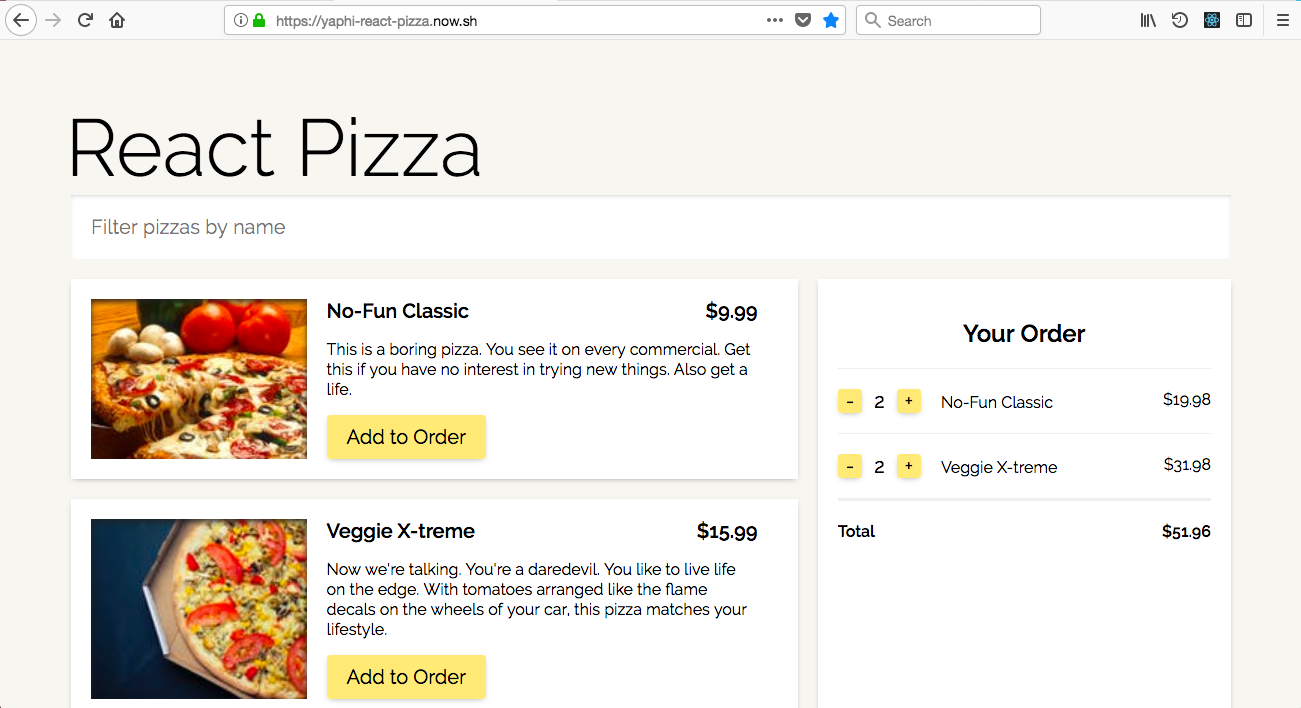 https://yaphi-react-pizza.now.sh
Search
React Pizza
Filter pizzas by name
No-Fun Classic $9.99
This is a boring pizza. You see it on every commercial. Get
this if you have no interest in trying new things. Also get a
life.
Add to Order
Veggie X-treme $15.99
Now we're talking. You're a daredevil. You like to live life
on the edge. With tomatoes arranged like the flame
decals on the wheels of your car, this pizza matches your
lifestyle.
Add to Order
Your Order
- 2 + No-Fun Classic $19.98
- 2 + Veggie X-treme $31.98
Total $51.96